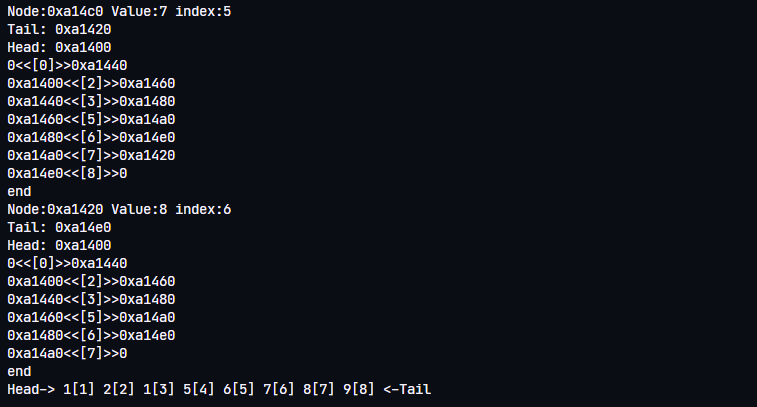 Node:0xa14c0 Value:7 index:5
Tail: 0xa1420
Head: 0xa1400
0<<[0]>>0xa1440
0xa1400<<[2]>>0xa1460
0xa1440<<[3]>>0xa1480
0xa1460<<[5]>>0xa14a0
0xa1480<<[6]>>0xa14e0
0xa14a0<<[7]>>0xa1420
0xa14e0<<[8]>>0
end
Node:0xa1420 Value:8 index:6
Tail: 0xa14e0
Head: 0xa1400
0<<[0]>>0xa1440
0xa1400<<[2]>>0xa1460
0xa1440<<[3]>>0xa1480
0xa1460<<[5]>>0xa14a0
0xa1480<<[6]>>0xa14e0
0xa14a0<<[7]>>0
end
Head-> 1[1] 2[2] 1[3] 5[4] 6[5] 7[6] 8[7] 9[8] <-Tail